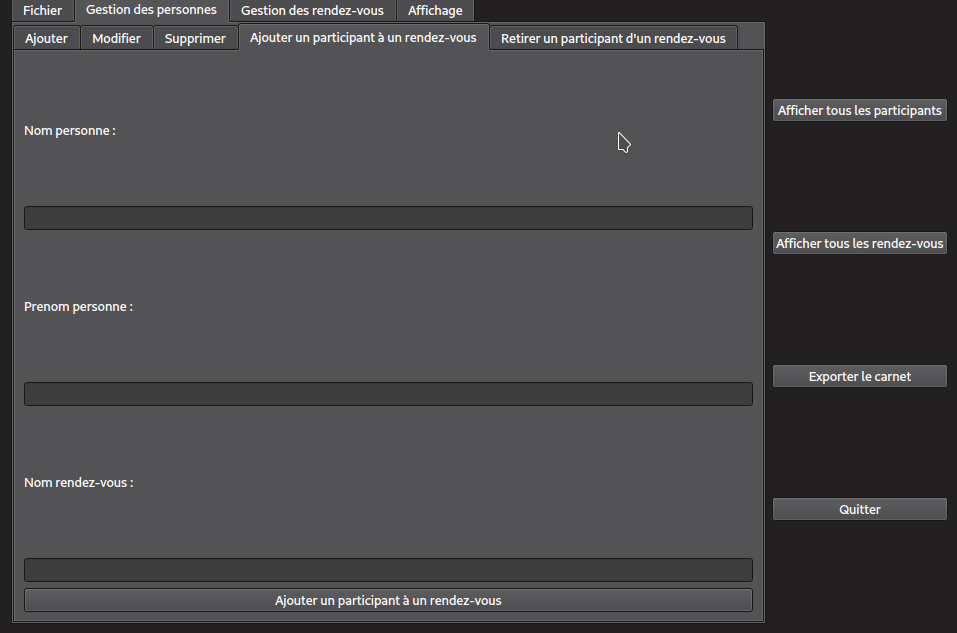 Fichier Gestion des personnes Gestion des rendez-vous Affichage
Ajouter Modifier Supprimer Ajouter un participant à un rendez-vous Retirer un participant d'un rendez-vous
Afficher tous les participants
Nom personne :
Afficher tous les rendez-vous
Prenom personne :
Exporter le carnet
Nom rendez-vous :
Quitter
Ajouter un participant à un rendez-vous